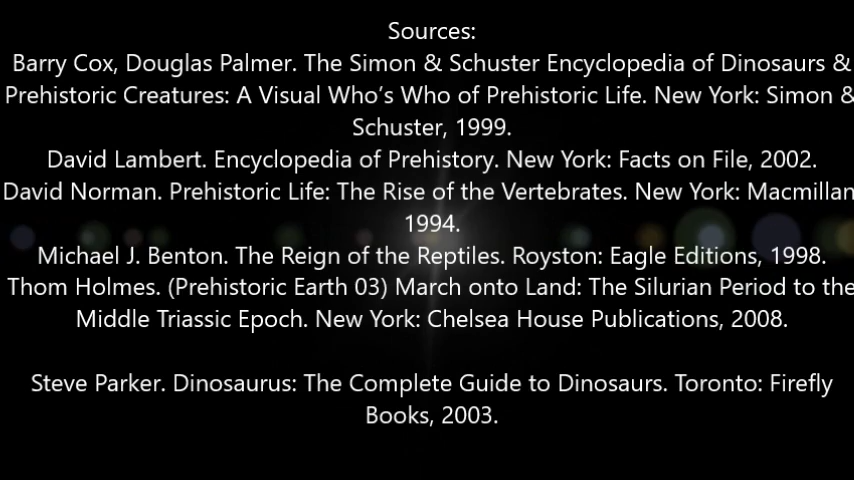 Sources:
Barry Cox, Douglas Palmer. The Simon & Schuster Encyclopedia of Dinosaurs &
Prehistoric Creatures: A Visual Who's Who of Prehistoric Life. New York: Simon &
Schuster, 1999.
David Lambert. Encyclopedia of Prehistory. New York: Facts on File, 2002.
David Norman. Prehistoric Life: The Rise of the Vertebrates. New York: Macmillan
1994.
Michael J. Benton. The Reign of the Reptiles. Royston: Eagle Editions, 1998.
Thom Holmes. (Prehistoric Earth 03) March onto Land: The Silurian Period to the
Middle Triassic Epoch. New York: Chelsea House Publications, 2008.
Steve Parker. Dinosaurus: The Complete Guide to Dinosaurs. Toronto: Firefly
Books, 2003.